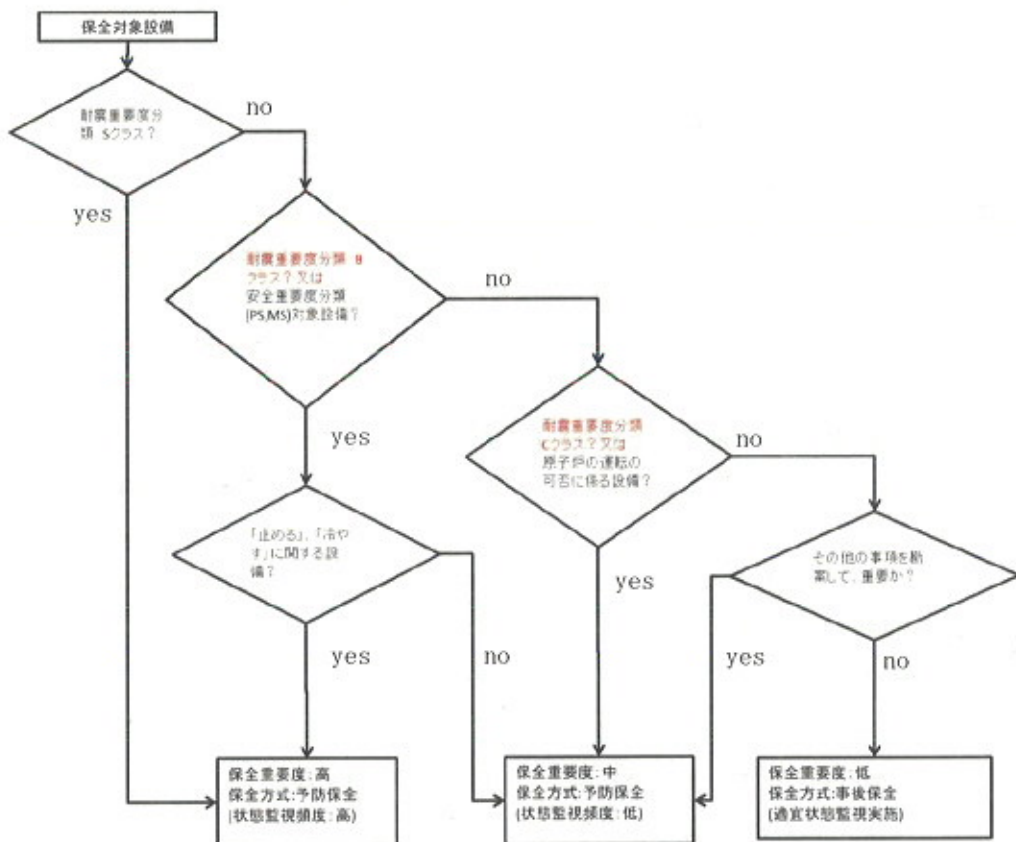 保全対象設備
耐震重要度分
類 Sクラス？
no
yes
耐震重要度分類 B
クラス？又は
安全重要度分類
(PS,MS)対象設備？
no
yes
耐震重要度分類
Cクラス？又は
原子炉の運転の
可否に係る設備？
no
yes
「止める」、「冷や
す」に関する設
備？
yes
no
その他の事項を勘
案して、重要か？
yes
no
保全重要度:高
保全方式:予防保全
(状態監視頻度:高)
保全重要度:中
保全方式:予防保全
(状態監視頻度:低)
保全重要度:低
保全方式:事後保全
(適宜状態監視実施)